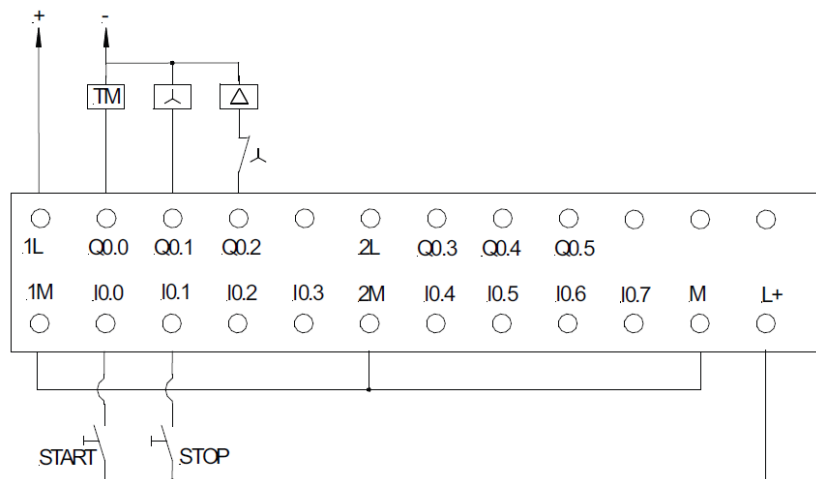 + -
TM Δ
1L Q0.0 Q0.1 Q0.2 2L Q0.3 Q0.4 Q0.5
1M I0.0 I0.1 I0.2 I0.3 2M I0.4 I0.5 I0.6 I0.7 M L+
START STOP